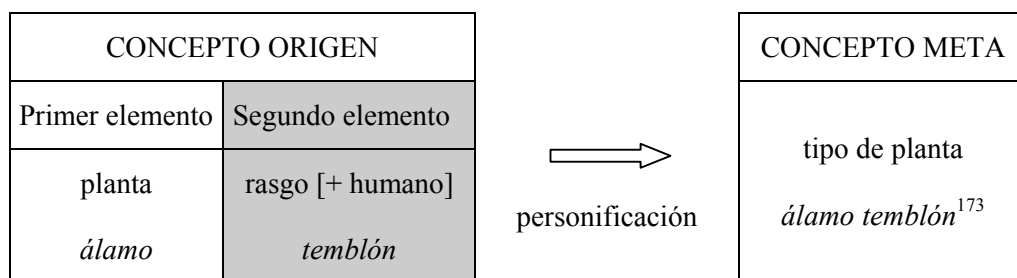 CONCEPTO ORIGEN
Primer elemento Segundo elemento
planta rasgo [+ humano]
álamo temblón
personificación
CONCEPTO META
tipo de planta
álamo temblón173